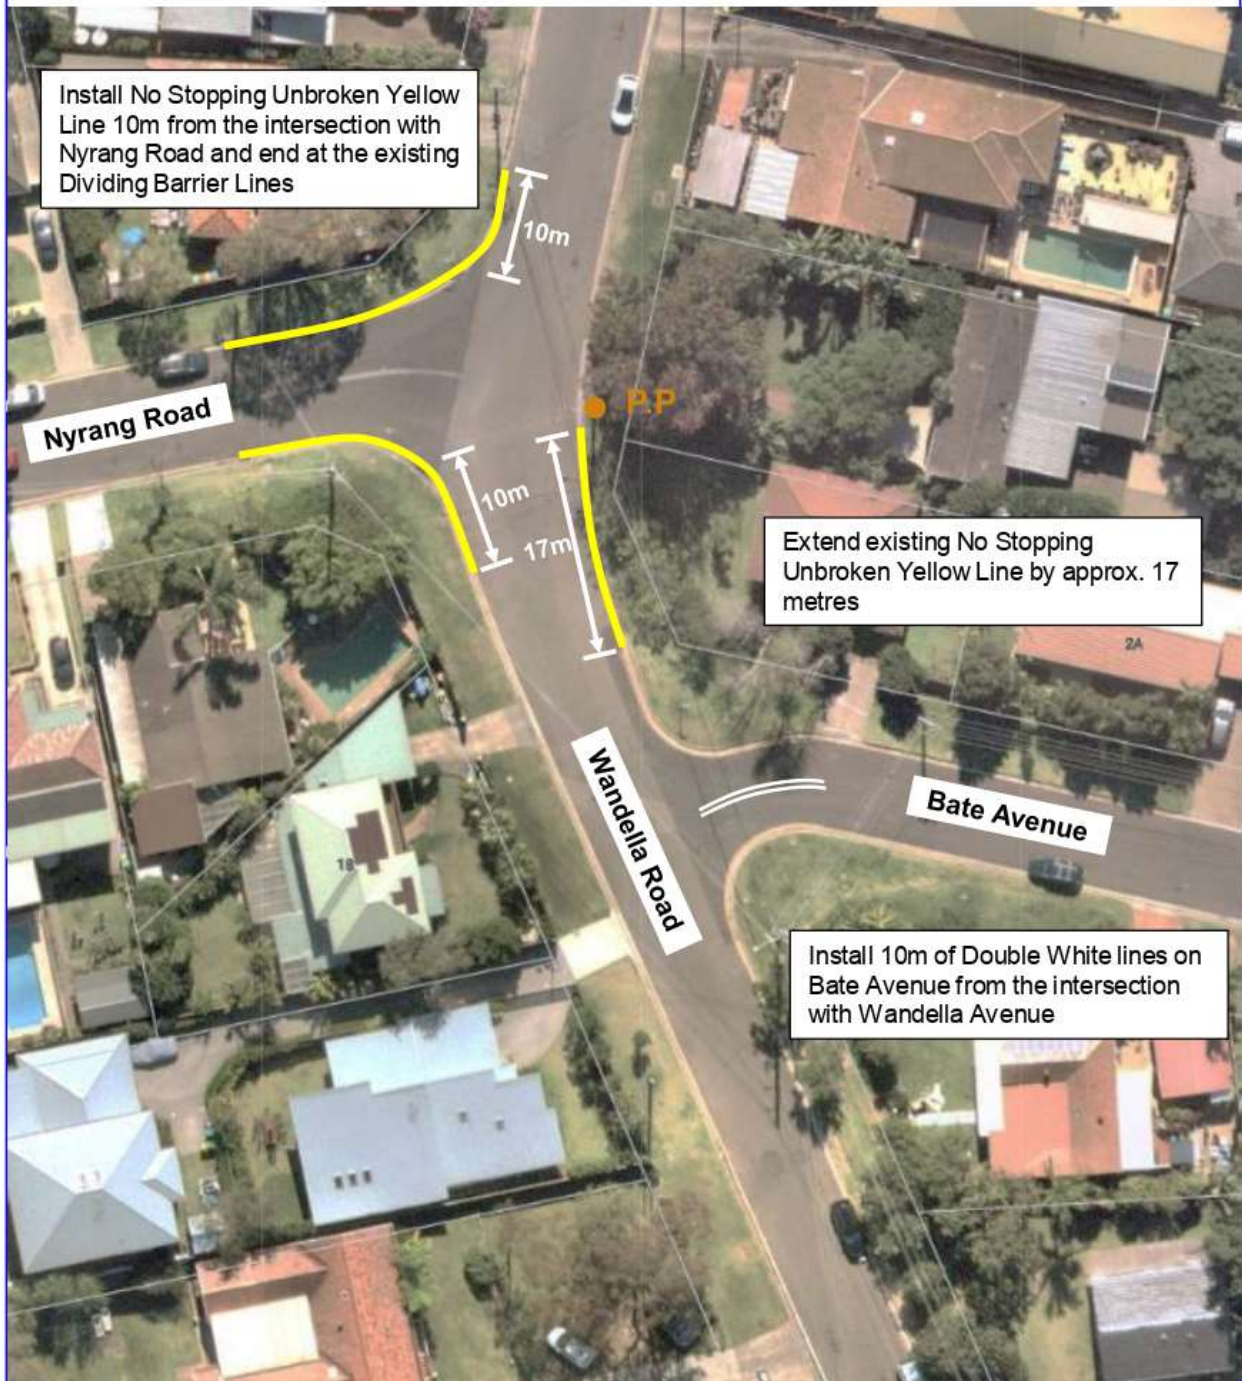 Install No Stopping Unbroken Yellow
Line 10m from the intersection with
Nyrang Road and end at the existing
Dividing Barrier Lines
10m
P.P
Nyrang Road
10m
17m
Extend existing No Stopping
Unbroken Yellow Line by approx. 17
metres
2A
Wandella Road
Bate Avenue
18
Install 10m of Double White lines on
Bate Avenue from the intersection
with Wandella Avenue